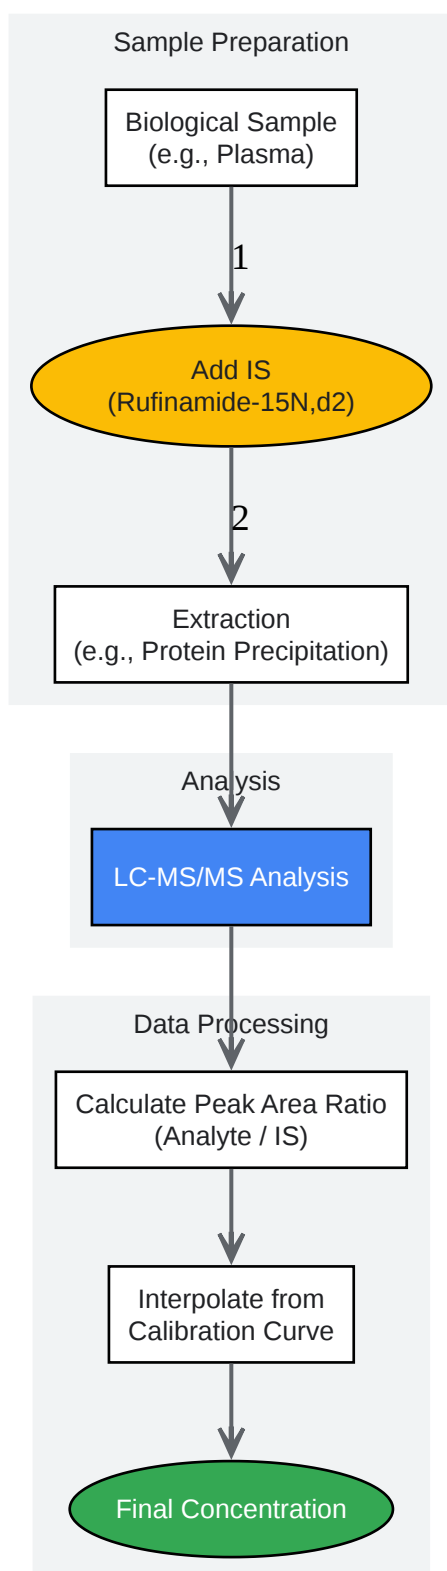 Sample Preparation
Biological Sample
(e.g., Plasma)
1
Add IS
(Rufinamide-15N,d2)
2
Extraction
(e.g., Protein Precipitation)
Analysis
LC-MS/MS Analysis
Data Processing
Calculate Peak Area Ratio
(Analyte / IS)
Interpolate from
Calibration Curve
Final Concentration